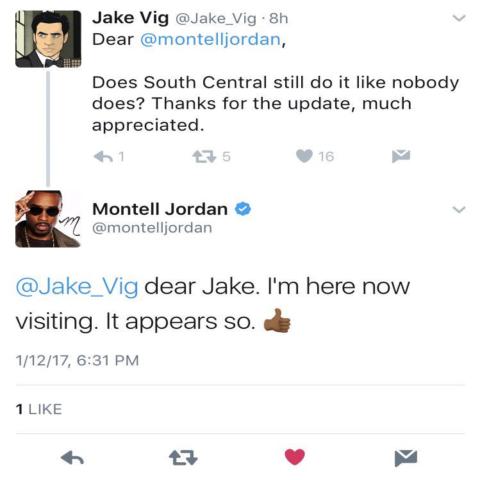 Jake Vig @Jake_Vig · 8h
Dear @montelljordan,
Does South Central still do it like nobody
does? Thanks for the update, much
appreciated.
1 5 16
Montell Jordan
@montelljordan
@Jake_Vig dear Jake. I'm here now
visiting. It appears so. 👍🏾
1/12/17, 6:31 PM
1 LIKE